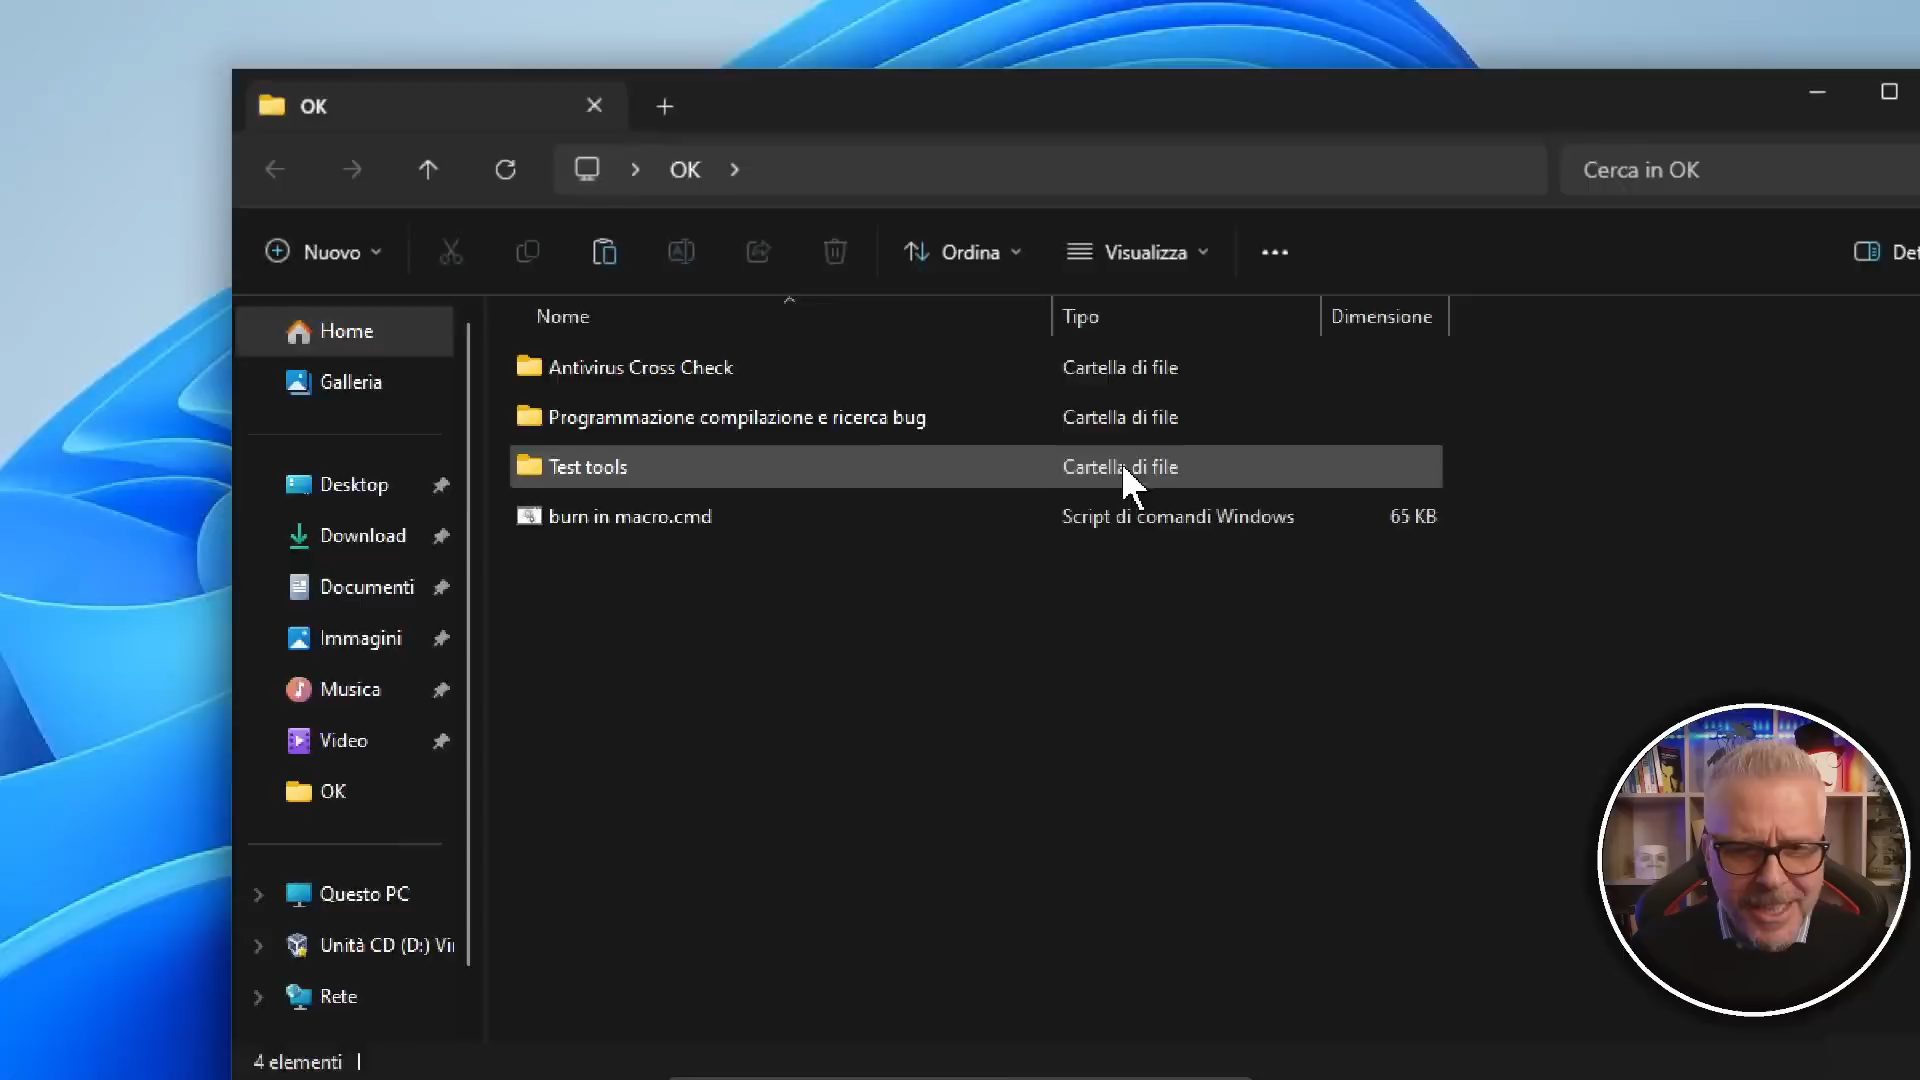 OK
OK
Cerca in OK
Nuovo
Ordina
Visualizza
Nome
Tipo
Dimensione
Home
Galleria
Desktop
Download
Documenti
Immagini
Musica
Video
OK
Questo PC
Unità CD (D:)
Rete
Antivirus Cross Check
Cartella di file
Programmazione compilazione e ricerca bug
Cartella di file
Test tools
Cartella di file
burn in macro.cmd
Script di comandi Windows
65 KB
4 elementi